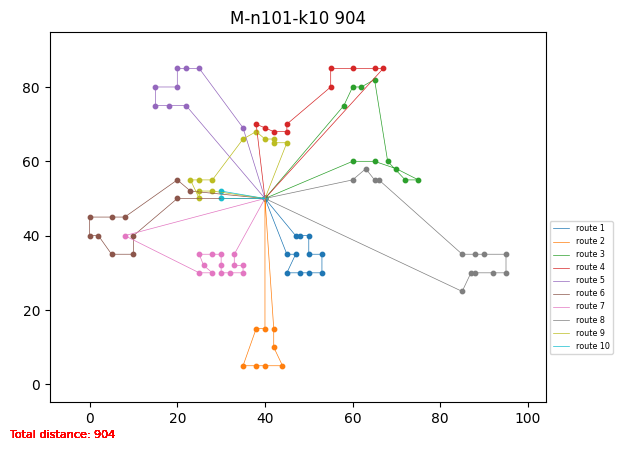 M-n101-k10 904
80
60
40
20
0
0
20
40
60
80
100
route 1
route 2
route 3
route 4
route 5
route 6
route 7
route 8
route 9
route 10
Total distance: 904